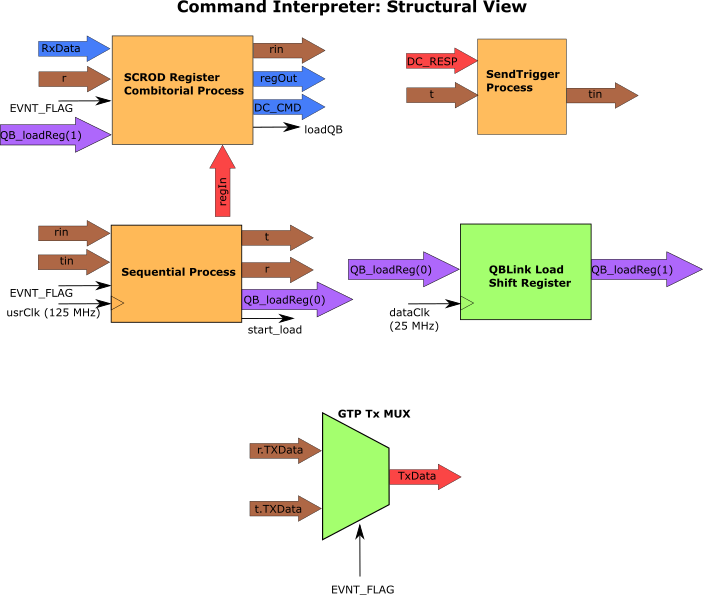 Command Interpreter: Structural View
RxData
r
EVNT_FLAG
QB_loadReg(1)
SCROD Register
Combitorial Process
rin
regOut
DC_CMD
loadQB
regIn
DC_RESP
t
SendTrigger
Process
tin
rin
tin
EVNT_FLAG
usrClk (125 MHz)
Sequential Process
t
r
QB_loadReg(0)
start_load
QB_loadReg(0)
dataClk
(25 MHz)
QBLink Load
Shift Register
QB_loadReg(1)
GTP Tx MUX
r.TXData
t.TXData
TxData
EVNT_FLAG